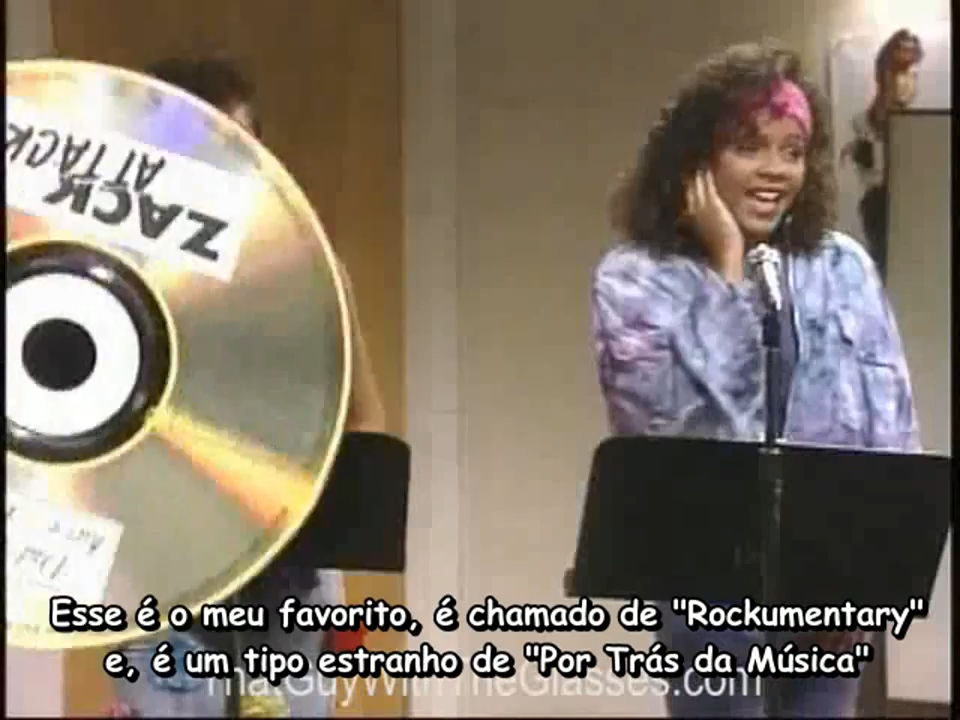 ZACK
ATTACK
Esse é o meu favorito, é chamado de "Rockumentary"
e, é um tipo estranho de "Por Trás da Música"
ThatGuyWithTheGlasses.com